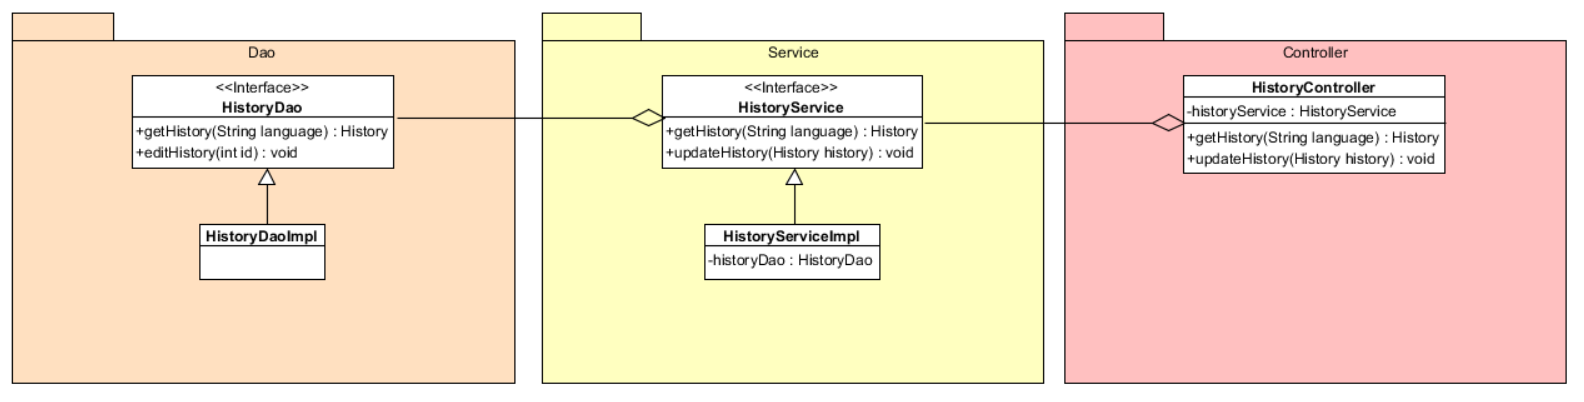 Dao
<<Interface>>
HistoryDao
+getHistory(String language) : History
+editHistory(int id) : void
HistoryDaoImpl
Service
<<Interface>>
HistoryService
+getHistory(String language) : History
+updateHistory(History history) : void
HistoryServiceImpl
-historyDao : HistoryDao
Controller
HistoryController
-historyService : HistoryService
+getHistory(String language) : History
+updateHistory(History history) : void